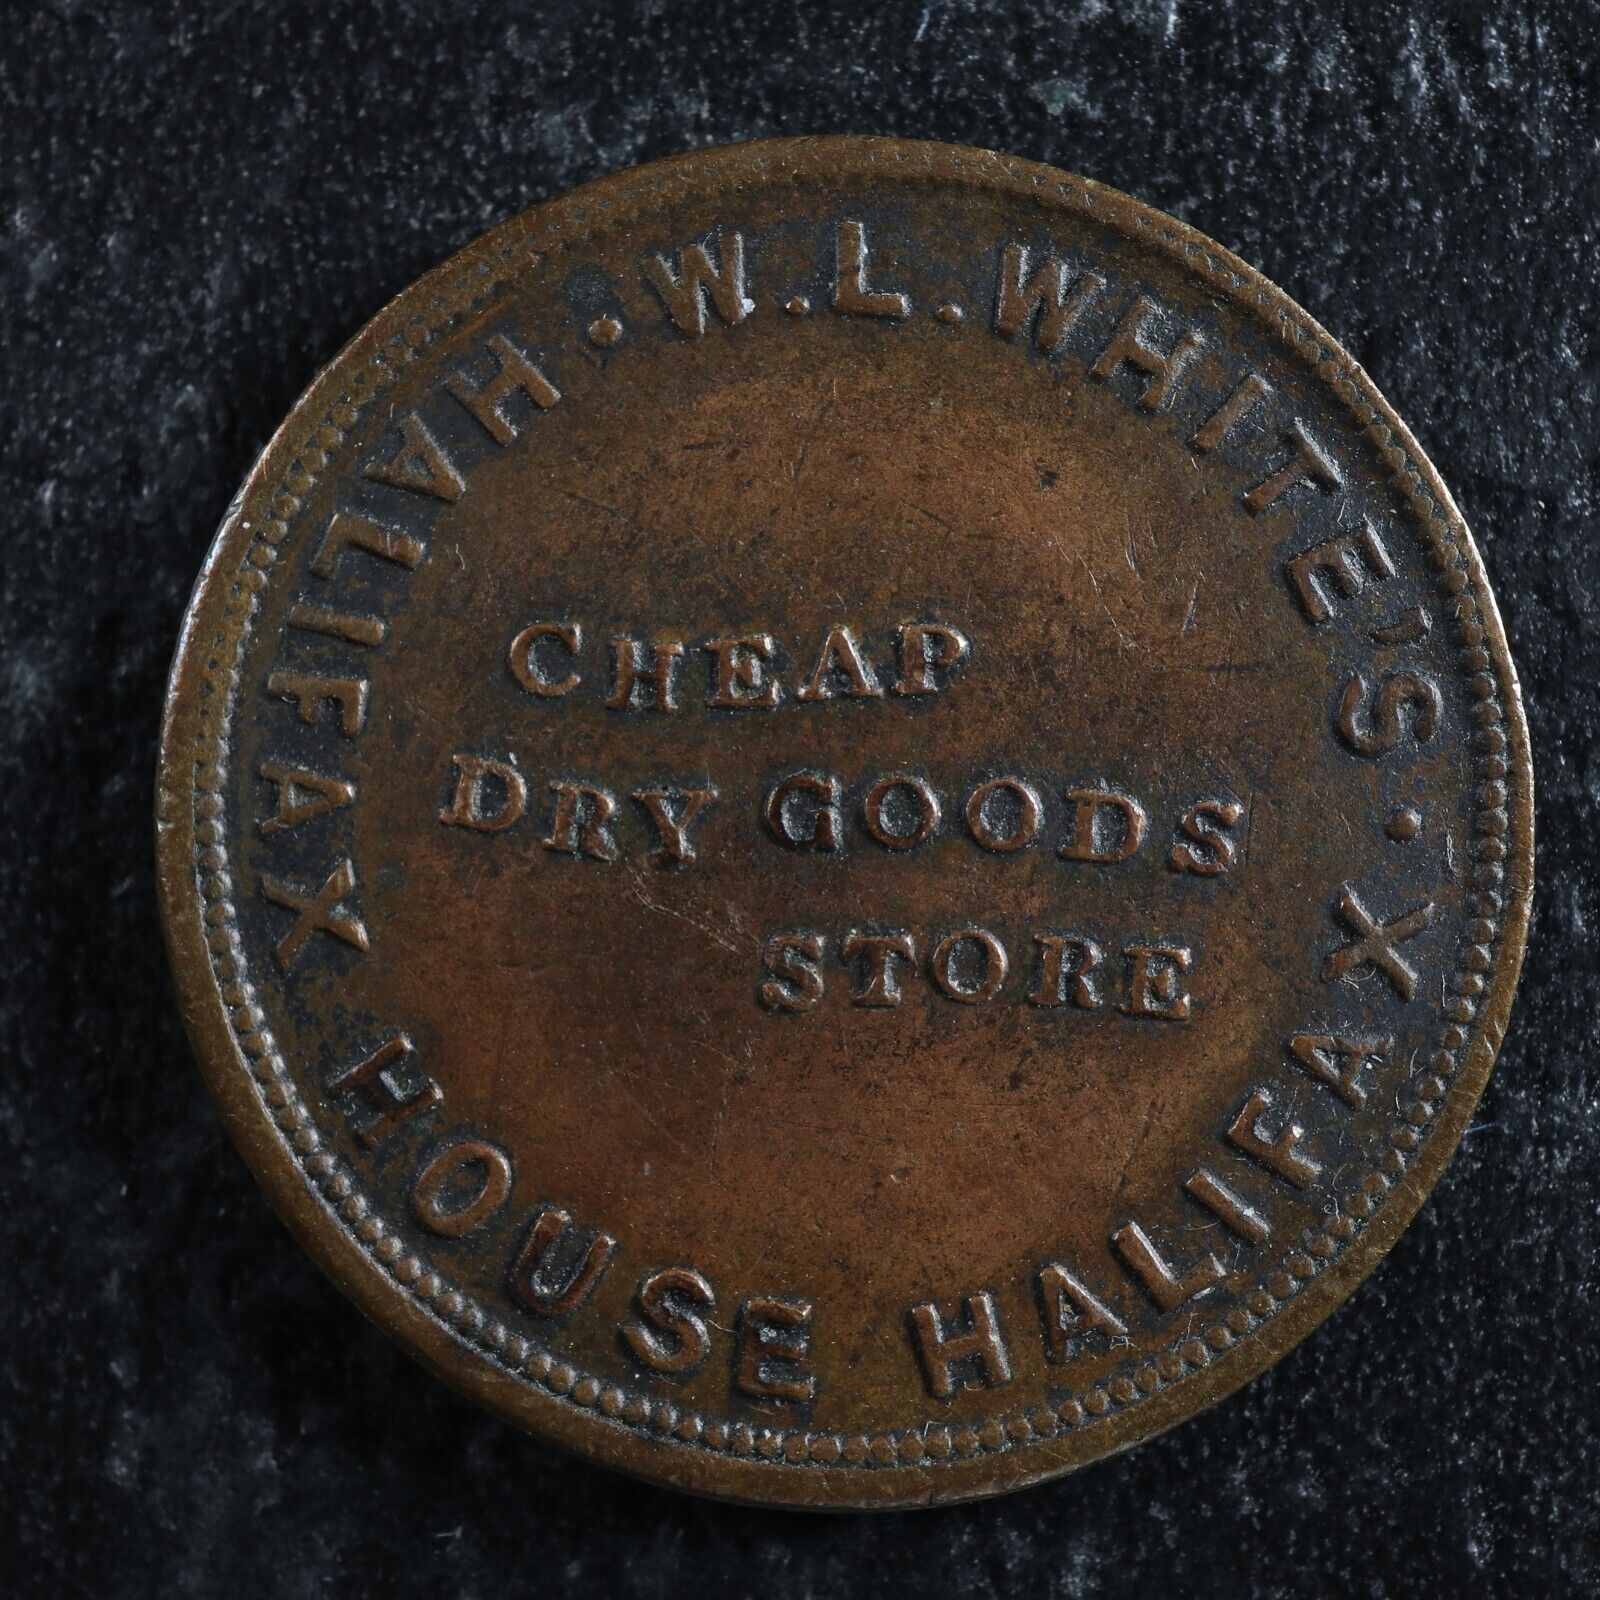 W.L.WHITE'S.
HALIFAX HOUSE HALIFAX.
CHEAP
DRY GOODS
STORE